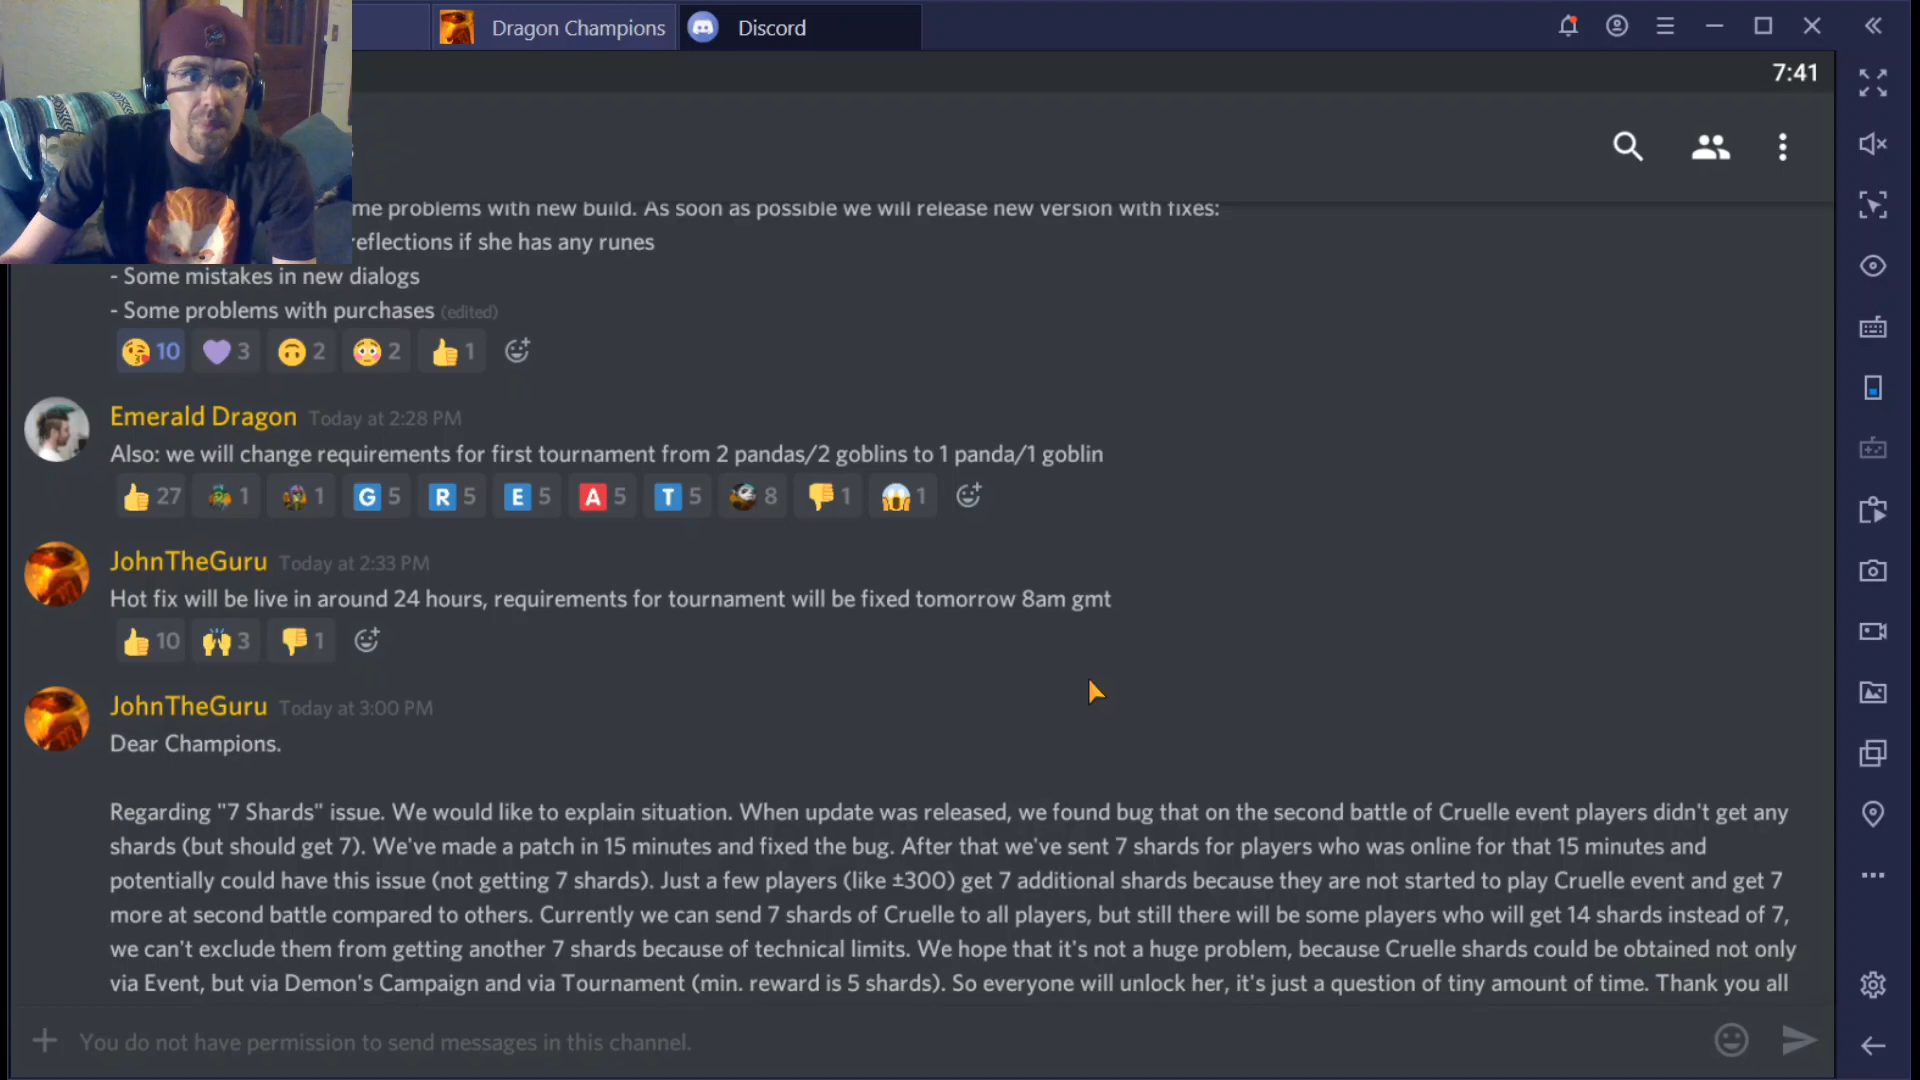 Dragon Champions
Discord
7:41
me problems with new build. As soon as possible we will release new version with fixes:
reflections if she has any runes
- Some mistakes in new dialogs
- Some problems with purchases (edited)
10 3 2 2 1
Emerald Dragon Today at 2:28 PM
Also: we will change requirements for first tournament from 2 pandas/2 goblins to 1 panda/1 goblin
27 1 1 G 5 R 5 E 5 A 5 T 5 8 1 1
JohnTheGuru Today at 2:33 PM
Hot fix will be live in around 24 hours, requirements for tournament will be fixed tomorrow 8am gmt
10 3 1
JohnTheGuru Today at 3:00 PM
Dear Champions.
Regarding "7 Shards" issue. We would like to explain situation. When update was released, we found bug that on the second battle of Cruelle event players didn't get any
shards (but should get 7). We've made a patch in 15 minutes and fixed the bug. After that we've sent 7 shards for players who was online for that 15 minutes and
potentially could have this issue (not getting 7 shards). Just a few players (like ±300) get 7 additional shards because they are not started to play Cruelle event and get 7
more at second battle compared to others. Currently we can send 7 shards of Cruelle to all players, but still there will be some players who will get 14 shards instead of 7,
we can't exclude them from getting another 7 shards because of technical limits. We hope that it's not a huge problem, because Cruelle shards could be obtained not only
via Event, but via Demon's Campaign and via Tournament (min. reward is 5 shards). So everyone will unlock her, it's just a question of tiny amount of time. Thank you all
You do not have permission to send messages in this channel.